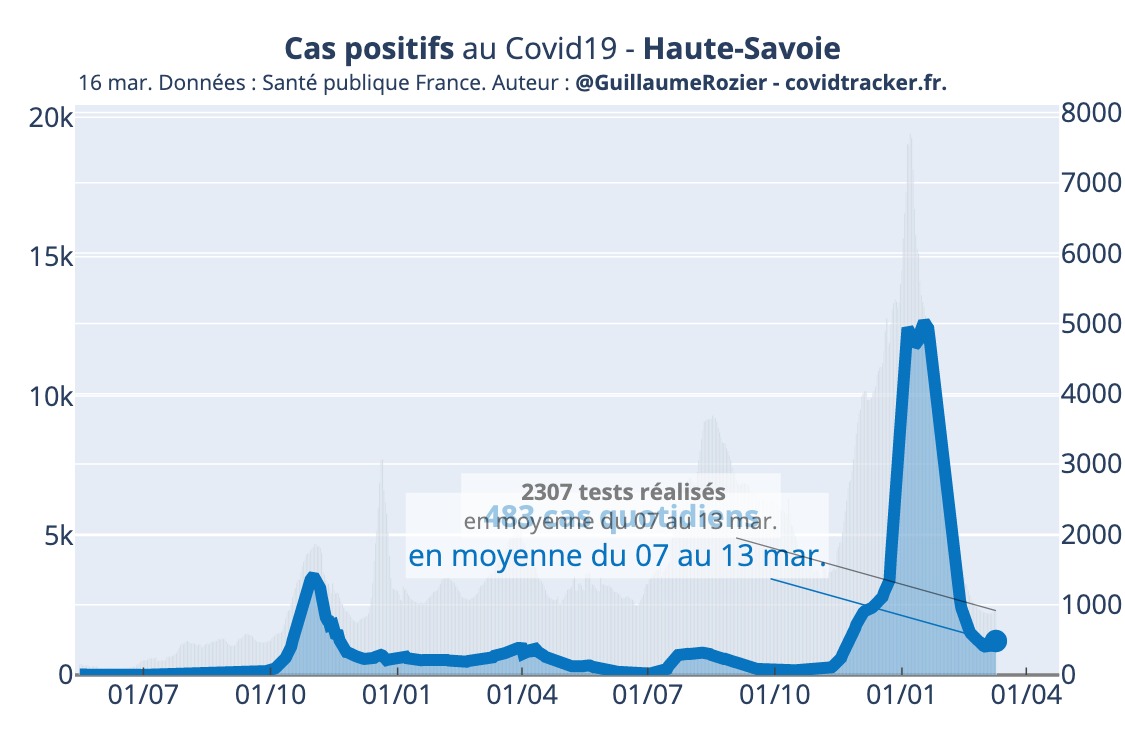 Cas positifs au Covid19 - Haute-Savoie
16 mar. Données : Santé publique France. Auteur : @GuillaumeRozier - covidtracker.fr.
20k
15k
10k
5k
0
8000
7000
6000
5000
4000
3000
2000
1000
0
2307 tests réalisés
en moyenne du 07 au 13 mar.
483 cas quotidiens
en moyenne du 07 au 13 mar.
01/07 01/10 01/01 01/04 01/07 01/10 01/01 01/04